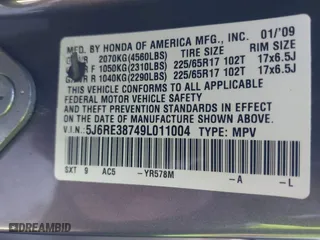 MFD. BY HONDA OF AMERICA MFG., INC. 01/'09
2070KG(4560LBS) TIRE SIZE RIM SIZE
F 1050KG(2310LBS) 225/65R17 102T 17x6.5J
R 1040KG(2290LBS) 225/65R17 102T 17x6.5J
THIS VEHICLE CONFORMS TO ALL APPLICABLE
FEDERAL MOTOR VEHICLE SAFETY
AND THEFT PREVENTION STANDARDS IN EFFECT ON
THE DATE OF MANUFACTURE SHOWN ABOVE.
V.I.N: 5J6RE38749L011004 TYPE: MPV
SXT 9 AC5 -YR578M -A -L
DREAMBID